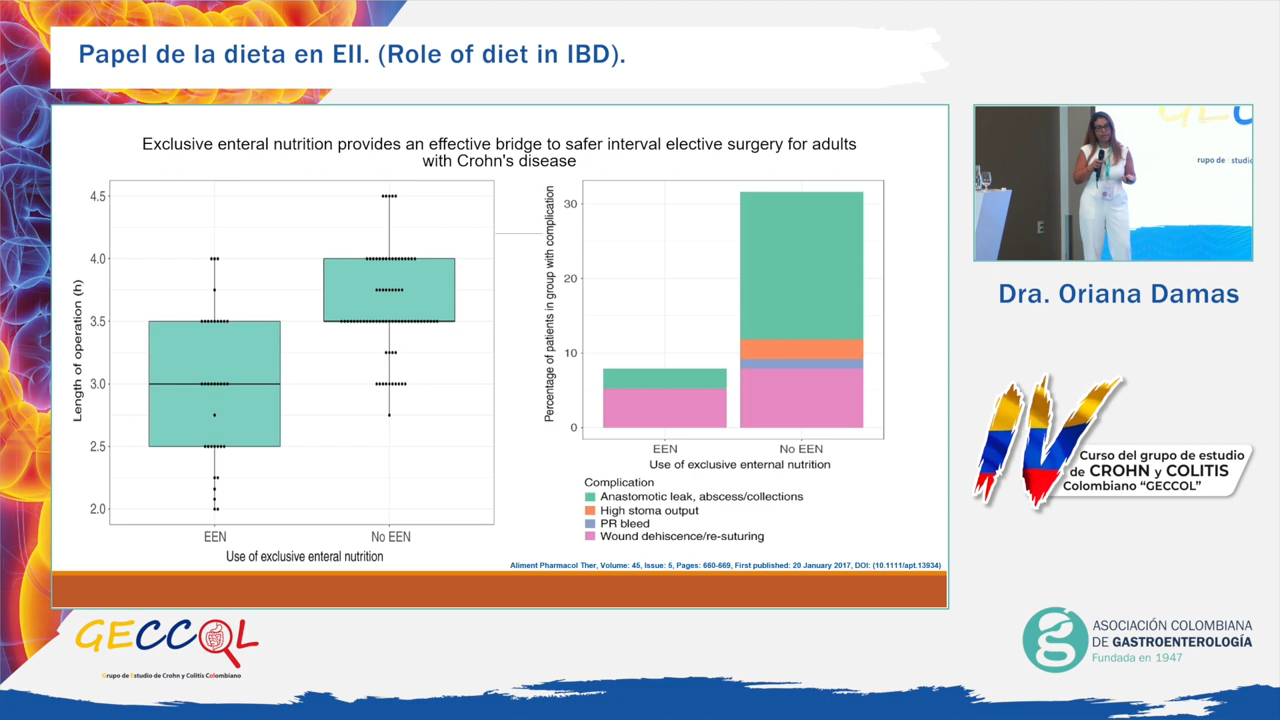 Papel de la dieta en EII. (Role of diet in IBD).
Exclusive enteral nutrition provides an effective bridge to safer interval elective surgery for adults
with Crohn's disease
Length of operation (h)
4.5
4.0
3.5
3.0
2.5
2.0
EEN
No EEN
Use of exclusive enteral nutrition
Percentage of patients in group with complication
30
20
10
0
EEN
No EEN
Use of exclusive enternal nutrition
Complication
Anastomotic leak, abscess/collections
High stoma output
PR bleed
Wound dehiscence/re-suturing
Aliment Pharmacol Ther, Volume: 45, Issue: 5, Pages: 660-669, First published: 20 January 2017, DOI: (10.1111/apt.13934)
rupo de Estudio
Dra. Oriana Damas
IV
Curso del grupo de estudio
de CROHN y COLITIS
Colombiano “GECCOL”
GECCOL
Grupo de Estudio de Crohn y Colitis Colombiano
ASOCIACIÓN COLOMBIANA
DE GASTROENTEROLOGÍA
Fundada en 1947